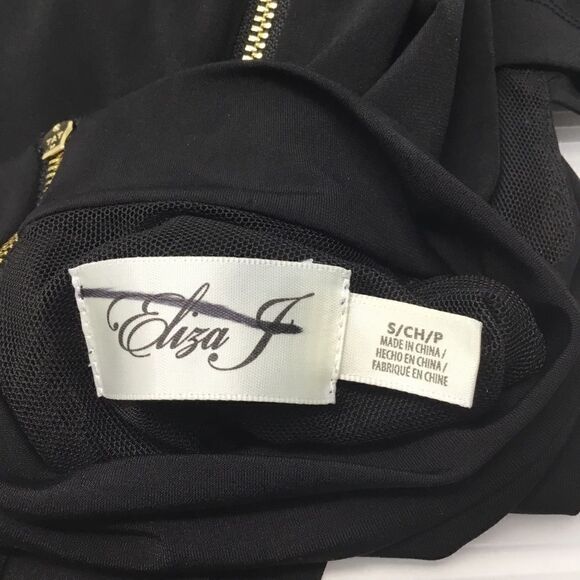 Eliza J
S/CH/P
MADE IN CHINA/
HECHO EN CHINA/
FABRIQUÉ EN CHINE